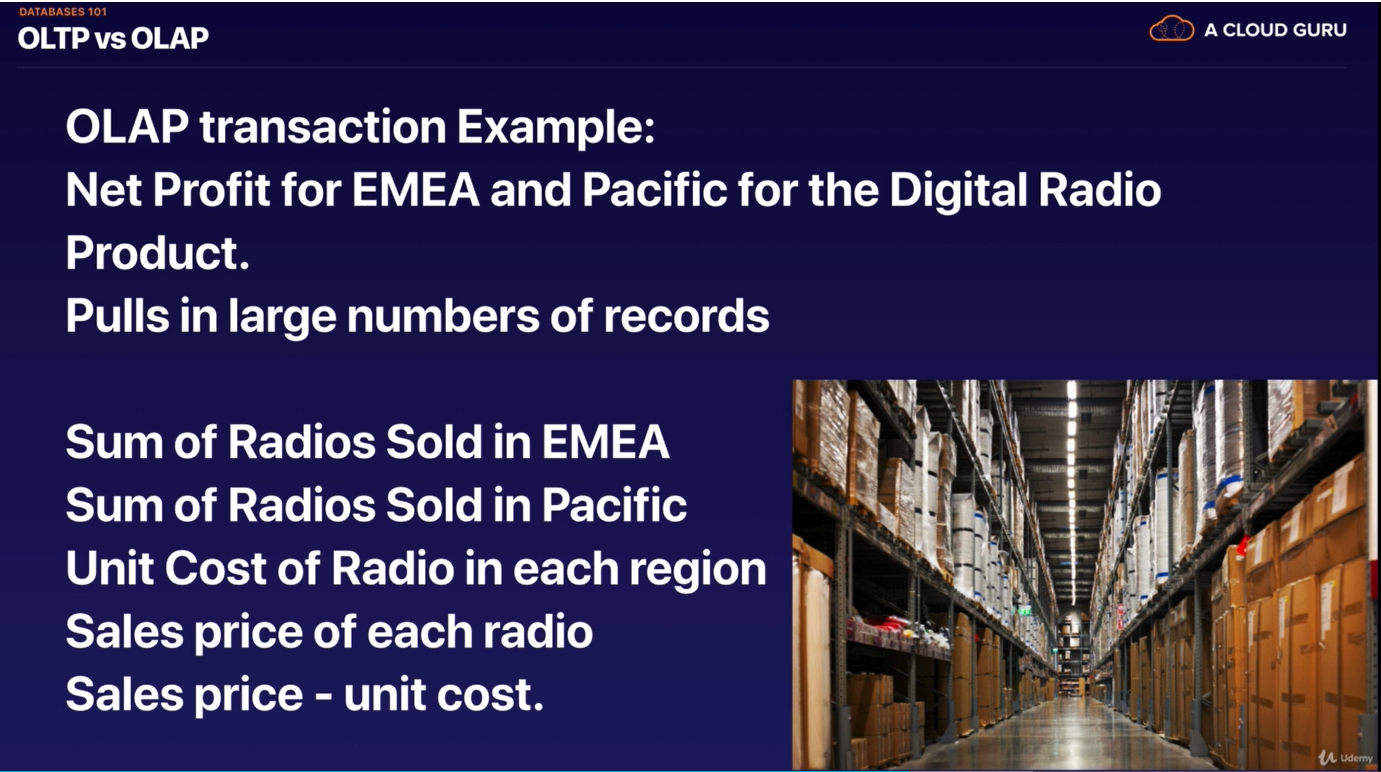 DATABASES 101
OLTP vs OLAP
A CLOUD GURU
OLAP transaction Example:
Net Profit for EMEA and Pacific for the Digital Radio
Product.
Pulls in large numbers of records
Sum of Radios Sold in EMEA
Sum of Radios Sold in Pacific
Unit Cost of Radio in each region
Sales price of each radio
Sales price - unit cost.
Udemy